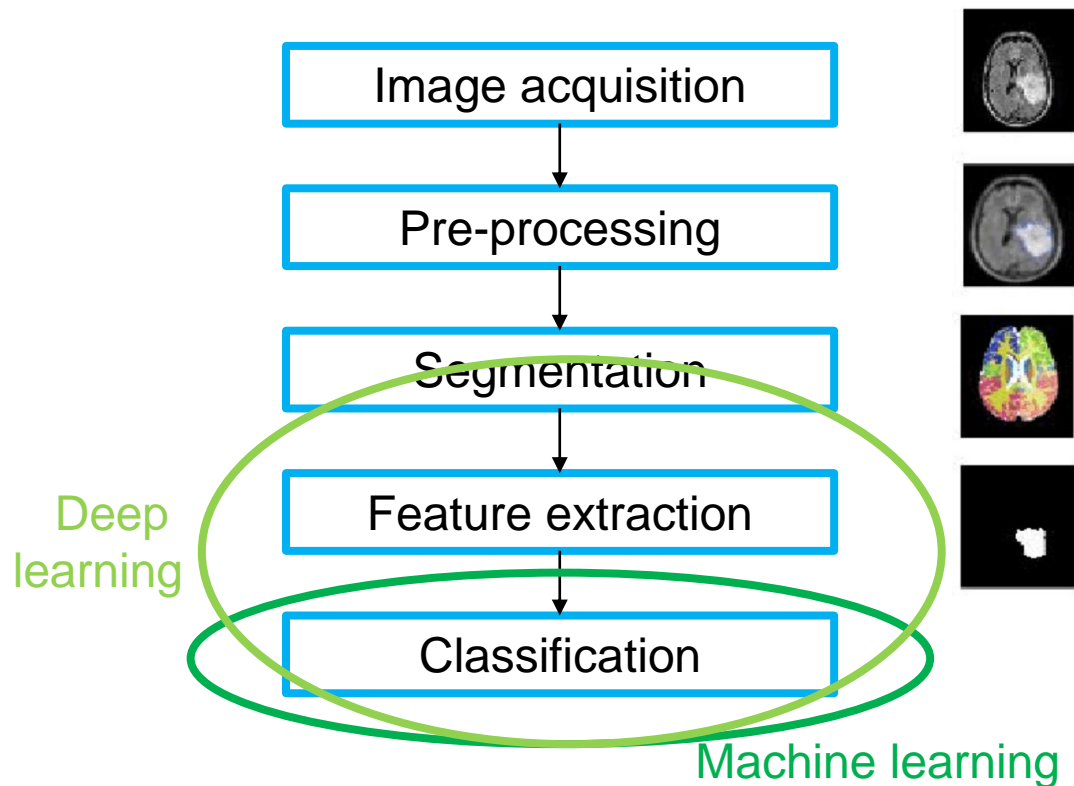 Image acquisition
Pre-processing
Segmentation
Feature extraction
Deep
learning
Classification
Machine learning